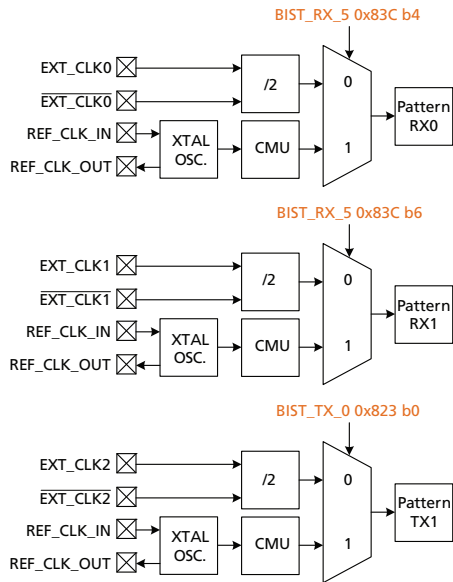 BIST_RX_5 0x83C b4
EXT_CLK0
EXT_CLK0
REF_CLK_IN
REF_CLK_OUT
/2
XTAL
OSC.
CMU
0
1
Pattern
RX0
BIST_RX_5 0x83C b6
EXT_CLK1
EXT_CLK1
REF_CLK_IN
REF_CLK_OUT
/2
XTAL
OSC.
CMU
0
1
Pattern
RX1
BIST_TX_0 0x823 b0
EXT_CLK2
EXT_CLK2
REF_CLK_IN
REF_CLK_OUT
/2
XTAL
OSC.
CMU
0
1
Pattern
TX1